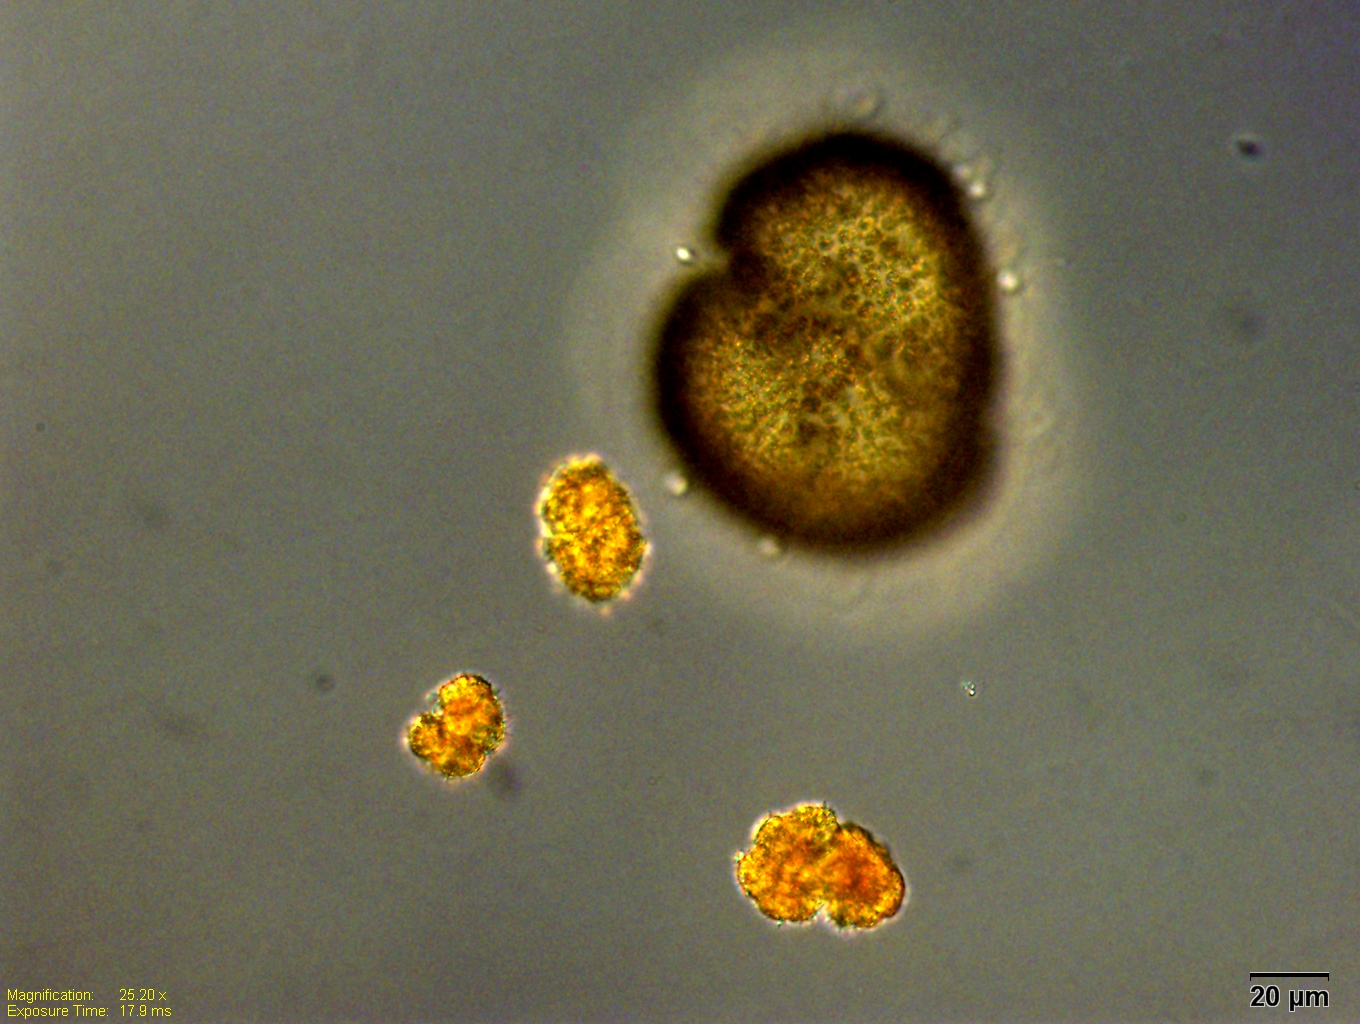 Magnification: 25.20 x
Exposure Time: 17.9 ms
20 µm